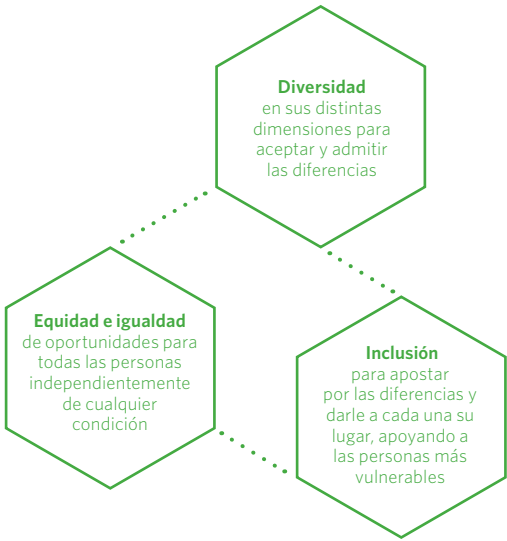 Diversidad
en sus distintas
dimensiones para
aceptar y admitir
las diferencias
Equidad e igualdad
de oportunidades para
todas las personas
independientemente
de cualquier
condición
Inclusión
para apostar
por las diferencias y
darle a cada una su
lugar, apoyando a
las personas más
vulnerables